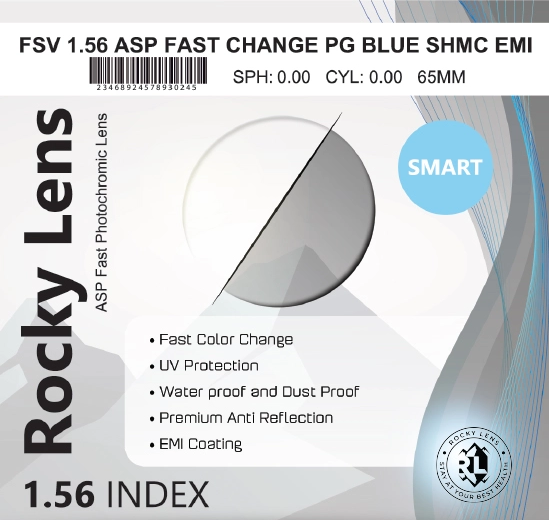 FSV 1.56 ASP FAST CHANGE PG BLUE SHMC EMI
23468924578930245
SPH: 0.00 CYL: 0.00 65MM
Rocky Lens
ASP Fast Photochromic Lens
SMART
• Fast Color Change
• UV Protection
• Water proof and Dust Proof
• Premium Anti Reflection
• EMI Coating
ROCKY LENS
RL
STAY AT YOUR BEST HEALTH
1.56 INDEX